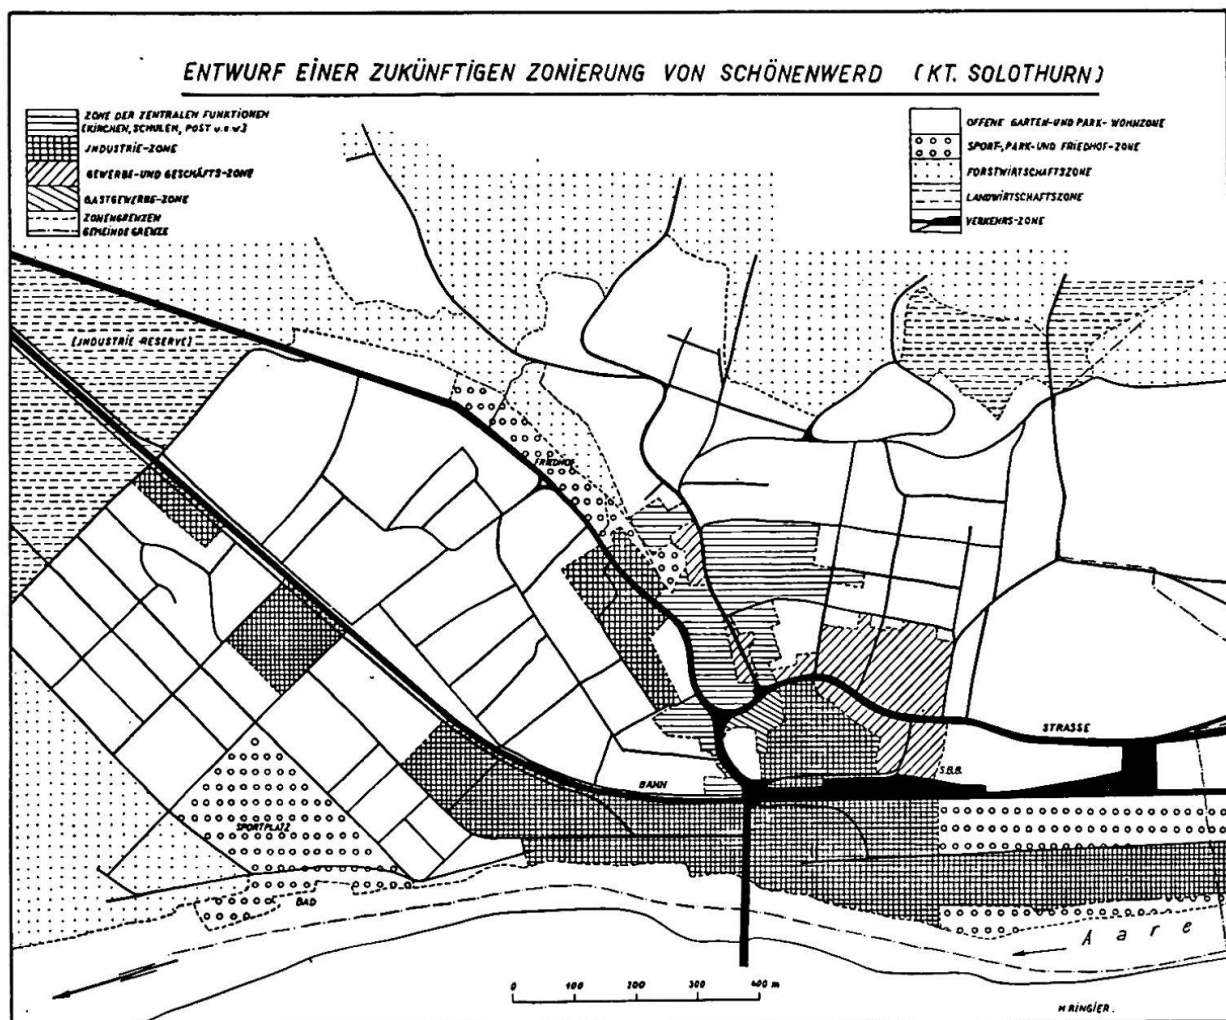 ENTWURF EINER ZUKÜNFTIGEN ZONIERUNG VON SCHÖNENWERD (KT. SOLOTHURN)
ZONE DER ZENTRALEN FUNKTIONEN
(KIRCHEN, SCHULEN, POST u.s.w.)
JNDUSTRIE-ZONE
GEWERBE-UND GESCHÄFTS-ZONE
GASTGEWERBE-ZONE
ZONENGRENZEN
GEMEINDEGRENZE
OFFENE GARTEN-UND PARK-WOHNZONE
SPORT-, PARK-UND FRIEDHOF-ZONE
FORSTWIRTSCHAFTSZONE
LANDWIRTSCHAFTSZONE
VERKEHRS-ZONE
(JNDUSTRIE-RESERVE)
FRIEDHOF
STRASSE
S.B.B.
BAHN
SPORTPLATZ
BAD
Aare
0 100 200 300 400 m
H RINGIER.